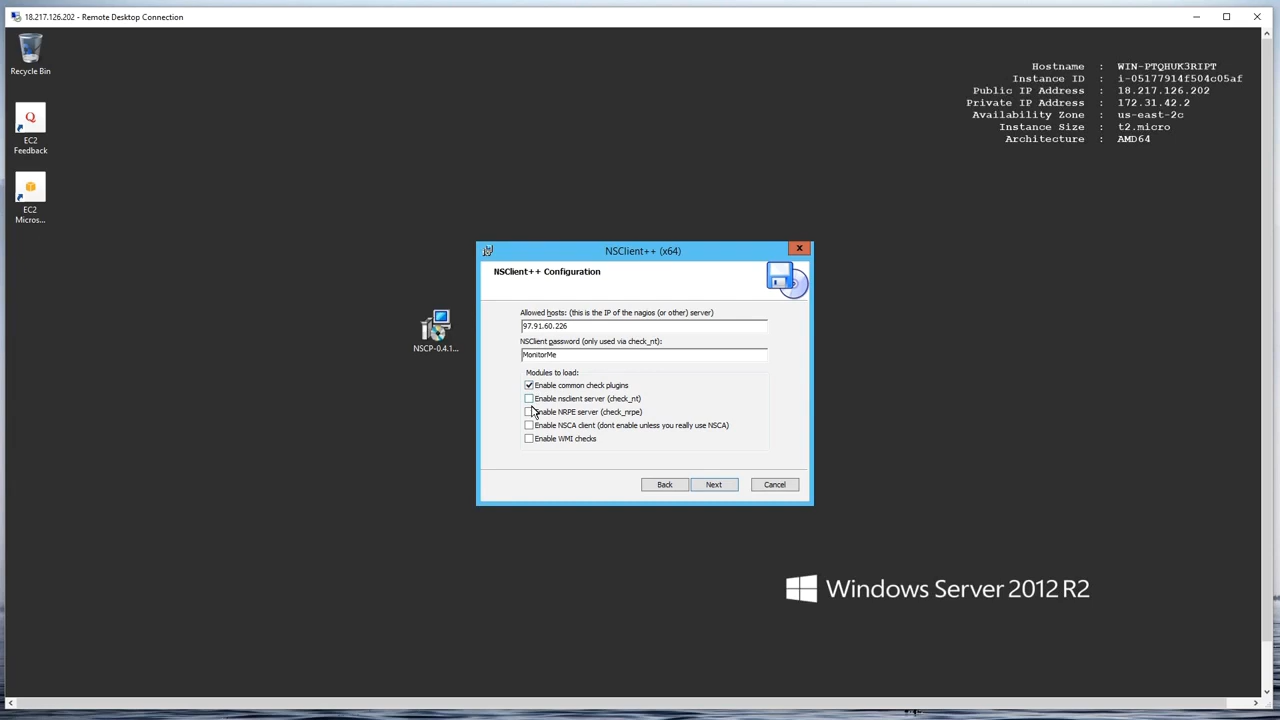 18.217.126.202 - Remote Desktop Connection
Recycle Bin
EC2
Feedback
EC2
Micros...
Hostname : WIN-PTQHUK3RIPT
Instance ID : i-05177914f504c05af
Public IP Address : 18.217.126.202
Private IP Address : 172.31.42.2
Availability Zone : us-east-2c
Instance Size : t2.micro
Architecture : AMD64
NSCP-0.4.1...
NSClient++ (x64)
NSClient++ Configuration
Allowed hosts: (this is the IP of the nagios (or other) server)
97.91.60.226
NSClient password (only used via check_nt):
MonitorMe
Modules to load:
Enable common check plugins
Enable nsclient server (check_nt)
Enable NRPE server (check_nrpe)
Enable NSCA client (dont enable unless you really use NSCA)
Enable WMI checks
Back Next Cancel
Windows Server 2012 R2